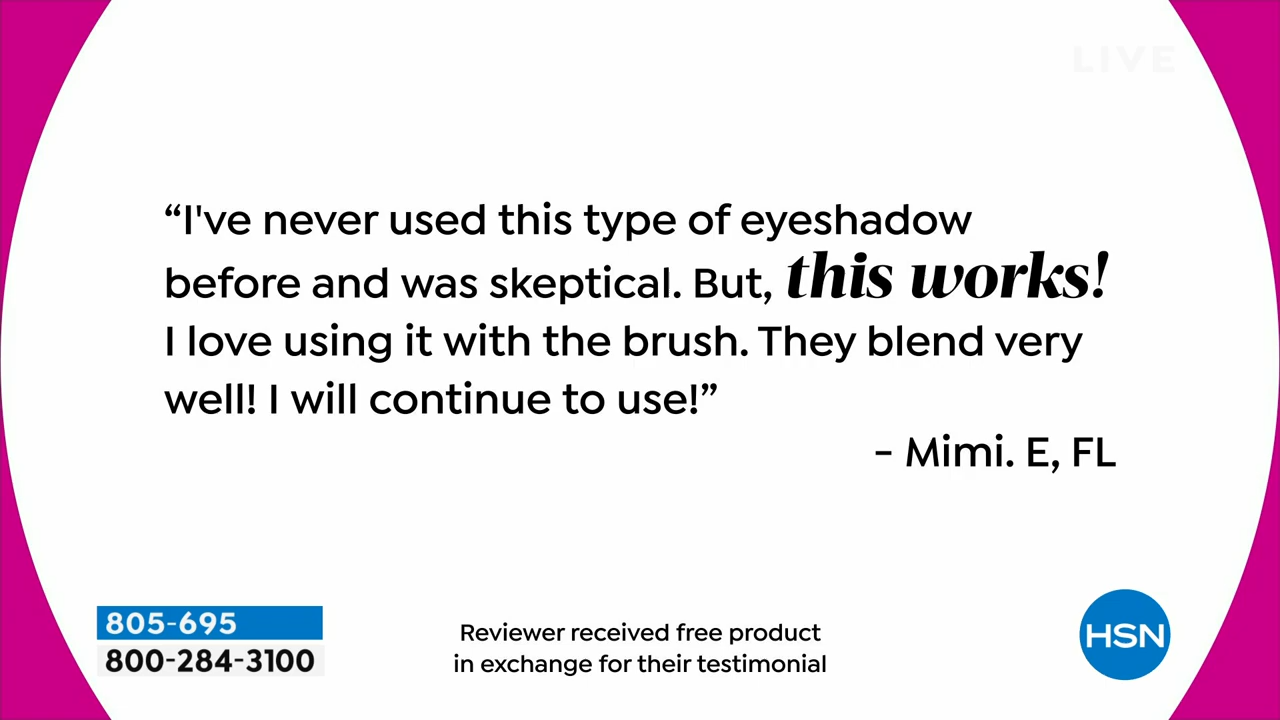 LIVE
“I've never used this type of eyeshadow
before and was skeptical. But, this works!
I love using it with the brush. They blend very
well! I will continue to use!”
- Mimi. E, FL
805-695
800-284-3100
Reviewer received free product
in exchange for their testimonial
HSN